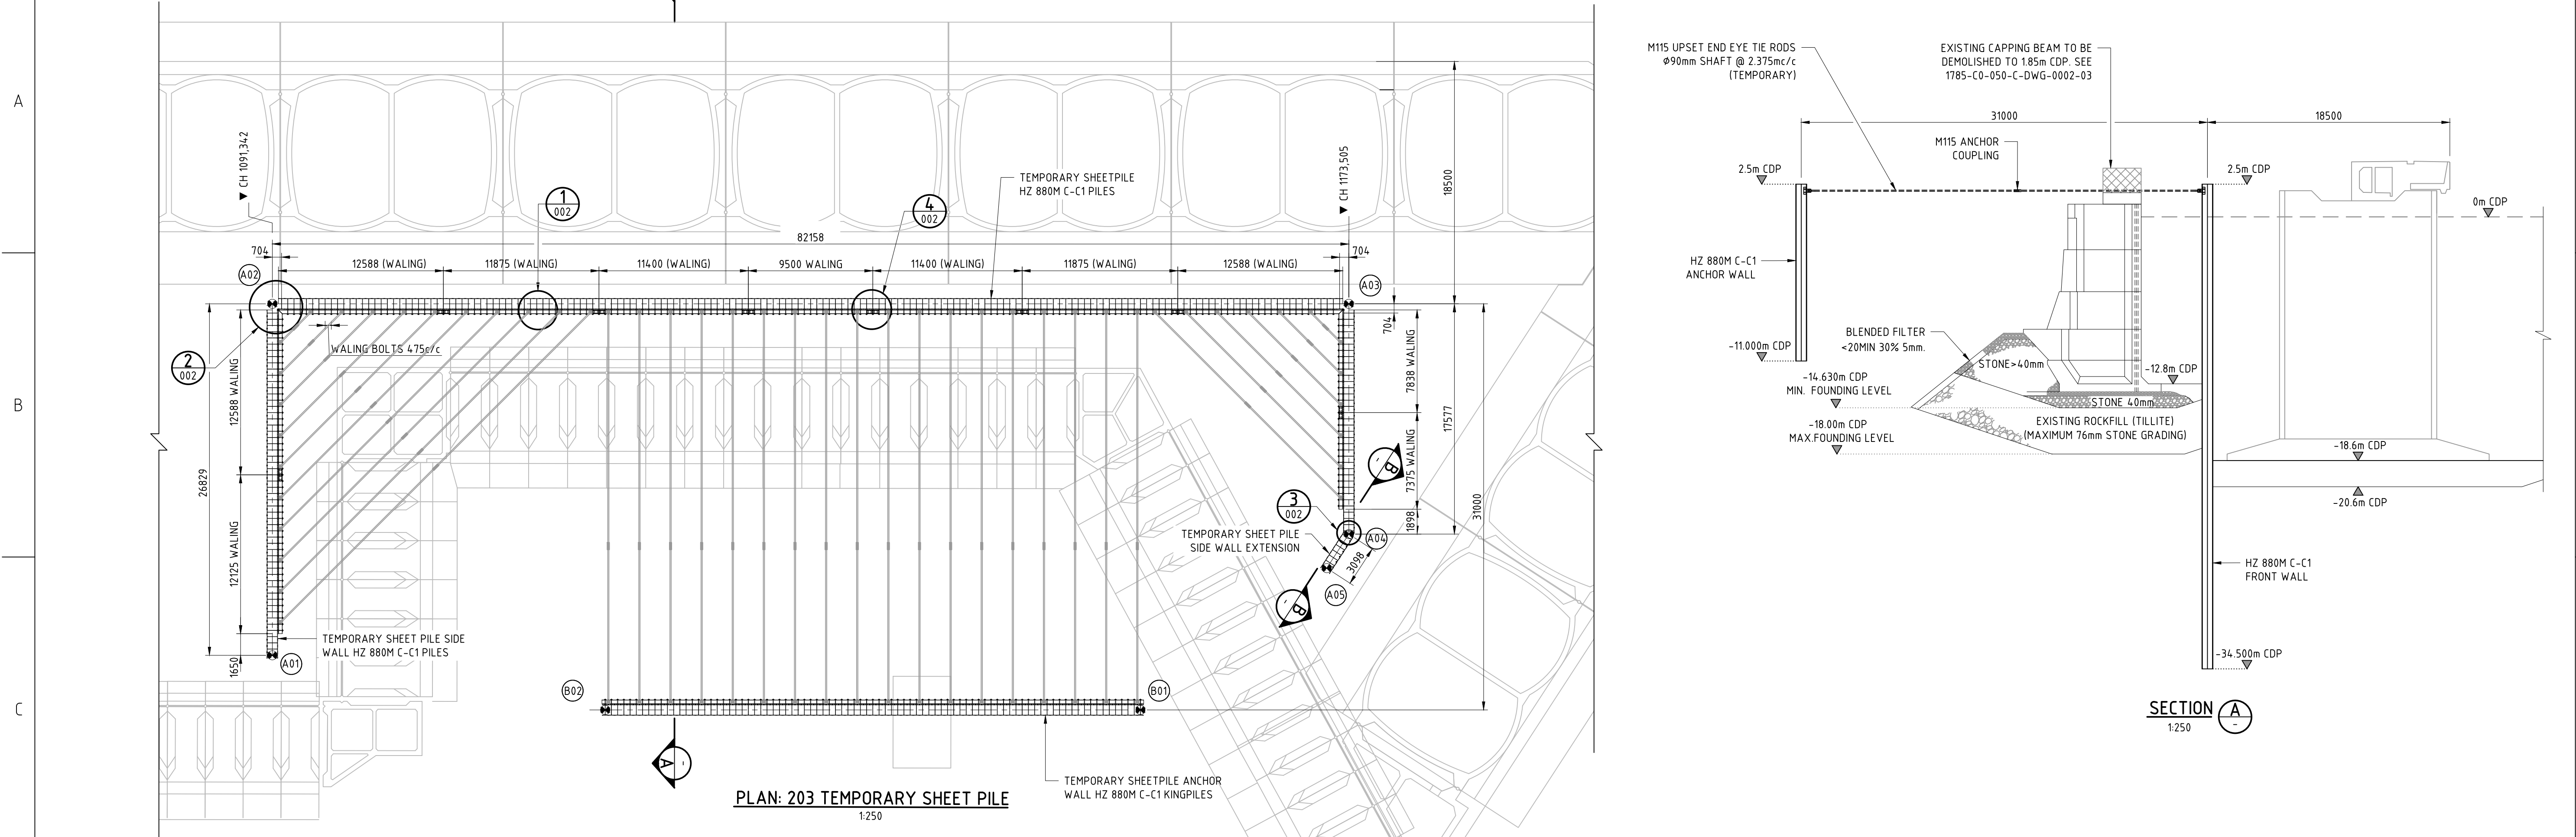 A
B
C
CH 1091,342
CH 1173,505
1
002
4
002
TEMPORARY SHEETPILE
HZ 880M C-C1 PILES
18500
82158
704
704
A02
A03
12588 (WALING)
11875 (WALING)
11400 (WALING)
9500 WALING
11400 (WALING)
11875 (WALING)
12588 (WALING)
704
2
002
WALING BOLTS 475c/c
12588 WALING
26829
12125 WALING
1650
7838 WALING
17577
7375 WALING
31000
1898
B
-
3
002
TEMPORARY SHEET PILE
SIDE WALL EXTENSION
A04
3098
A05
B
-
TEMPORARY SHEET PILE SIDE
WALL HZ 880M C-C1 PILES
A01
B02
B01
A
-
TEMPORARY SHEETPILE ANCHOR
WALL HZ 880M C-C1 KINGPILES
PLAN: 203 TEMPORARY SHEET PILE
1:250
M115 UPSET END EYE TIE RODS
Φ90mm SHAFT @ 2.375mc/c
(TEMPORARY)
EXISTING CAPPING BEAM TO BE
DEMOLISHED TO 1.85m CDP. SEE
1785-C0-050-C-DWG-0002-03
31000
18500
M115 ANCHOR
COUPLING
2.5m CDP
2.5m CDP
0m CDP
HZ 880M C-C1
ANCHOR WALL
BLENDED FILTER
<20MIN 30% 5mm.
-11.000m CDP
STONE>40mm
-12.8m CDP
-14.630m CDP
MIN. FOUNDING LEVEL
STONE 40mm
EXISTING ROCKFILL (TILLITE)
(MAXIMUM 76mm STONE GRADING)
-18.00m CDP
MAX.FOUNDING LEVEL
-18.6m CDP
-20.6m CDP
HZ 880M C-C1
FRONT WALL
-34.500m CDP
SECTION A
-
1:250